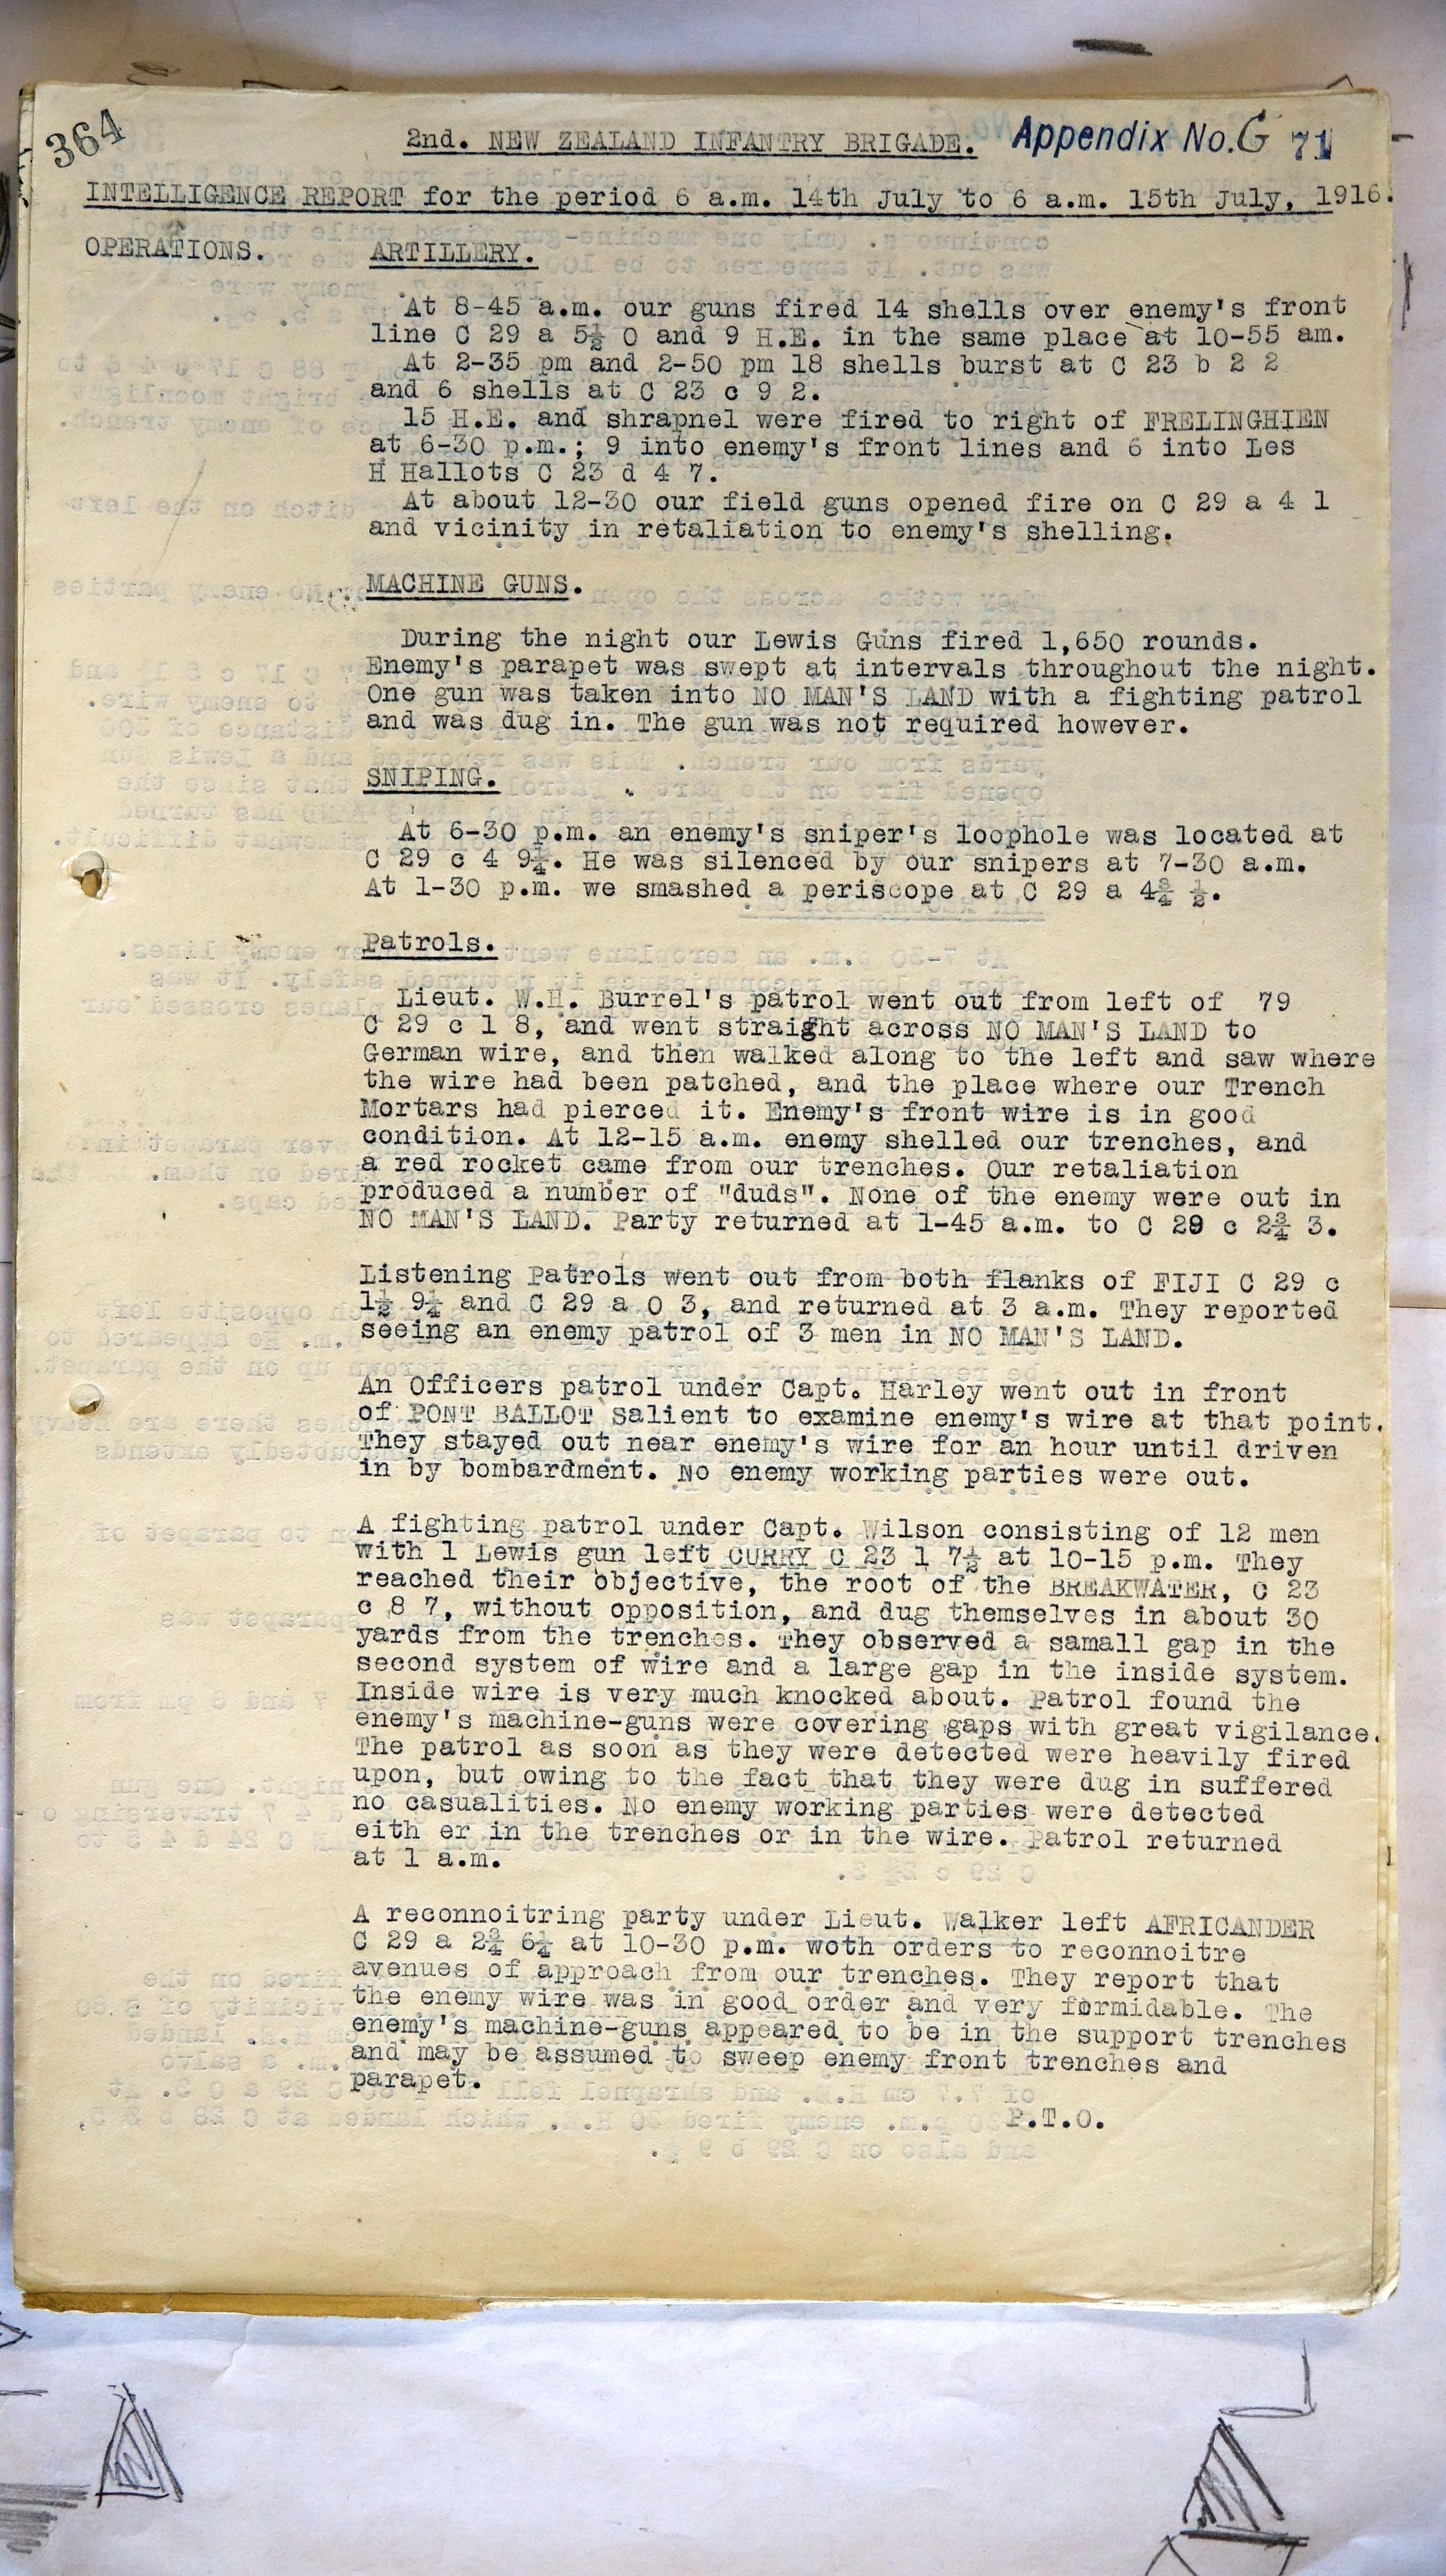 364
2nd. NEW ZEALAND INFANTRY BRIGADE. Appendix No. G 71
INTELLIGENCE REPORT for the period 6 a.m. 14th July to 6 a.m. 15th July, 1916.
OPERATIONS. ARTILLERY.
At 8-45 a.m. our guns fired 14 shells over enemy's front
line C 29 a 5½ 0 and 9 H.E. in the same place at 10-55 am.
At 2-35 pm and 2-50 pm 18 shells burst at C 23 b 2 2
and 6 shells at C 23 c 9 2.
15 H.E. and shrapnel were fired to right of FRELINGHIEN
at 6-30 p.m.; 9 into enemy's front lines and 6 into Les
H Hallots C 23 d 4 7.
At about 12-30 our field guns opened fire on C 29 a 4 1
and vicinity in retaliation to enemy's shelling.
MACHINE GUNS.
During the night our Lewis Guns fired 1,650 rounds.
Enemy's parapet was swept at intervals throughout the night.
One gun was taken into NO MAN'S LAND with a fighting patrol
and was dug in. The gun was not required however.
SNIPING.
At 6-30 p.m. an enemy's sniper's loophole was located at
C 29 c 4 9¼. He was silenced by our snipers at 7-30 a.m.
At 1-30 p.m. we smashed a periscope at C 29 a 4¾ ½.
Patrols.
Lieut. W.H. Burrel's patrol went out from left of 79
C 29 c 1 8, and went straight across NO MAN'S LAND to
German wire, and then walked along to the left and saw where
the wire had been patched, and the place where our Trench
Mortars had pierced it. Enemy's front wire is in good
condition. At 12-15 a.m. enemy shelled our trenches, and
a red rocket came from our trenches. Our retaliation
produced a number of "duds". None of the enemy were out in
NO MAN'S LAND. Party returned at 1-45 a.m. to C 29 c 2¾ 3.
Listening Patrols went out from both flanks of FIJI C 29 c
1½ 9¼ and C 29 a 0 3, and returned at 3 a.m. They reported
seeing an enemy patrol of 3 men in NO MAN'S LAND.
An Officers patrol under Capt. Harley went out in front
of PONT BALLOT Salient to examine enemy's wire at that point.
They stayed out near enemy's wire for an hour until driven
in by bombardment. No enemy working parties were out.
A fighting patrol under Capt. Wilson consisting of 12 men
with 1 Lewis gun left CURRY C 23 1 7½ at 10-15 p.m. They
reached their objective, the root of the BREAKWATER, C 23
c 8 7, without opposition, and dug themselves in about 30
yards from the trenches. They observed a samall gap in the
second system of wire and a large gap in the inside system.
Inside wire is very much knocked about. Patrol found the
enemy's machine-guns were covering gaps with great vigilance.
The patrol as soon as they were detected were heavily fired
upon, but owing to the fact that they were dug in suffered
no casualities. No enemy working parties were detected
eith er in the trenches or in the wire. Patrol returned
at 1 a.m.
A reconnoitring party under Lieut. Walker left AFRICANDER
C 29 a 2¾ 6¼ at 10-30 p.m. woth orders to reconnoitre
avenues of approach from our trenches. They report that
the enemy wire was in good order and very formidable. The
enemy's machine-guns appeared to be in the support trenches
and may be assumed to sweep enemy front trenches and
parapet.
P.T.O.